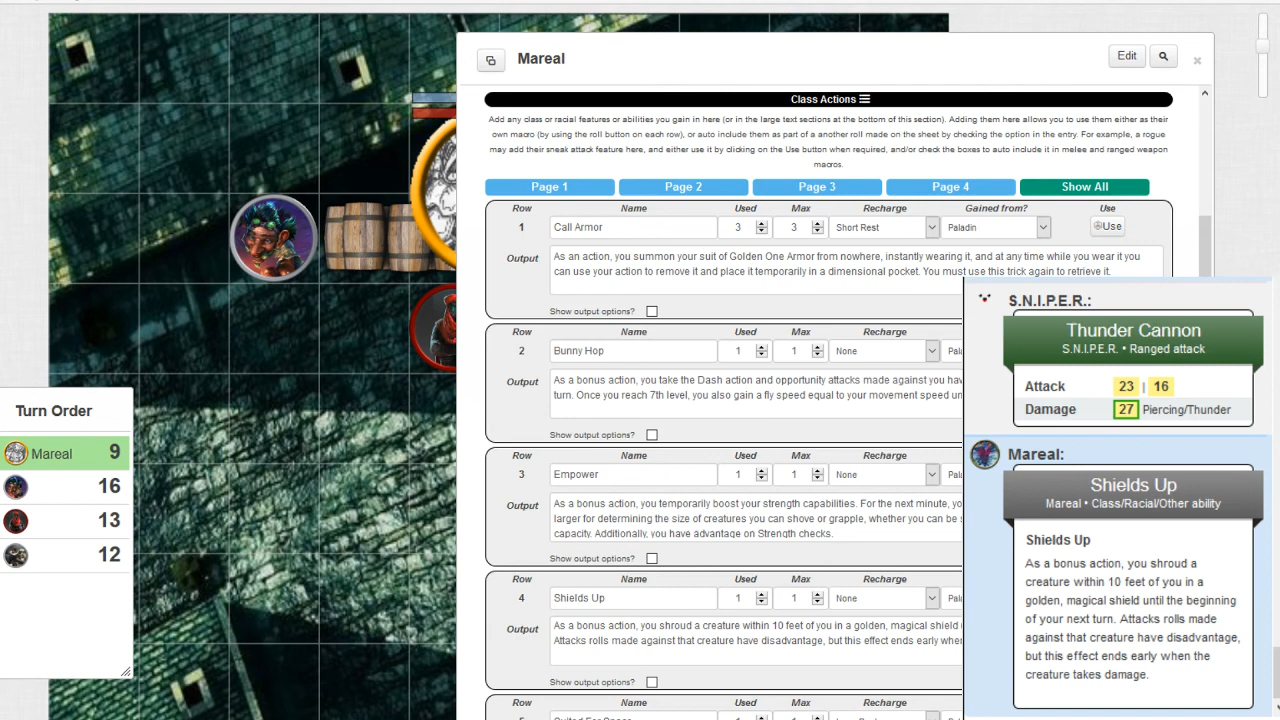 Mareal
Edit
Class Actions
Add any class or racial features or abilities you gain in here (or in the large text sections at the bottom of this section). Adding them here allows you to use them either as their
own macro (by using the roll button on each row), or auto include them as part of another roll made on the sheet by checking the option in the entry. For example, a rogue
may add their sneak attack feature here, and either use it by clicking on the Use button when required, and/or check the boxes to auto include it in melee and ranged weapon
macros.
Page 1 Page 2 Page 3 Page 4 Show All
Row Name Used Max Recharge Gained from? Use
1 Call Armor 3 3 Short Rest Paladin Use
Output As an action, you summon your suit of Golden One Armor from nowhere, instantly wearing it, and at any time while you wear it you
can use your action to remove it and place it temporarily in a dimensional pocket. You must use this trick again to retrieve it.
Show output options?
Row Name Used Max Recharge
2 Bunny Hop 1 1 None Pal
Output As a bonus action, you take the Dash action and opportunity attacks made against you hav
turn. Once you reach 7th level, you also gain a fly speed equal to your movement speed un
Show output options?
Row Name Used Max Recharge
3 Empower 1 1 None Pal
Output As a bonus action, you temporarily boost your strength capabilities. For the next minute, yo
larger for determining the size of creatures you can shove or grapple, whether you can be s
capacity. Additionally, you have advantage on Strength checks.
Show output options?
Row Name Used Max Recharge
4 Shields Up 1 1 None Pal
Output As a bonus action, you shroud a creature within 10 feet of you in a golden, magical shield
Attacks rolls made against that creature have disadvantage, but this effect ends early when
Show output options?
Row Name Used Max Recharge
Turn Order
Mareal 9
16
13
12
S.N.I.P.E.R.:
Thunder Cannon
S.N.I.P.E.R. • Ranged attack
Attack 23 | 16
Damage 27 Piercing/Thunder
Mareal:
Shields Up
Mareal • Class/Racial/Other ability
Shields Up
As a bonus action, you shroud a
creature within 10 feet of you in a
golden, magical shield until the beginning
of your next turn. Attacks rolls made
against that creature have disadvantage,
but this effect ends early when the
creature takes damage.